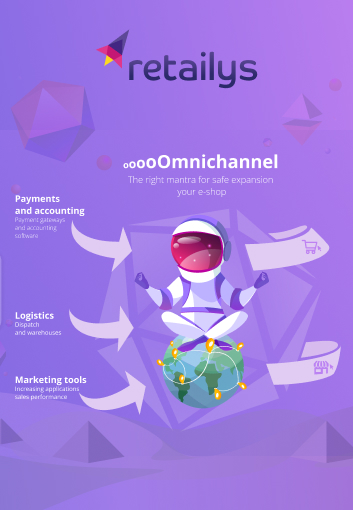 retailys
ooooOmnichannel
The right mantra for safe expansion
your e-shop
Payments
and accounting
Payment gateways
and accounting
software
Logistics
Dispatch
and warehouses
Marketing tools
Increasing applications
sales performance